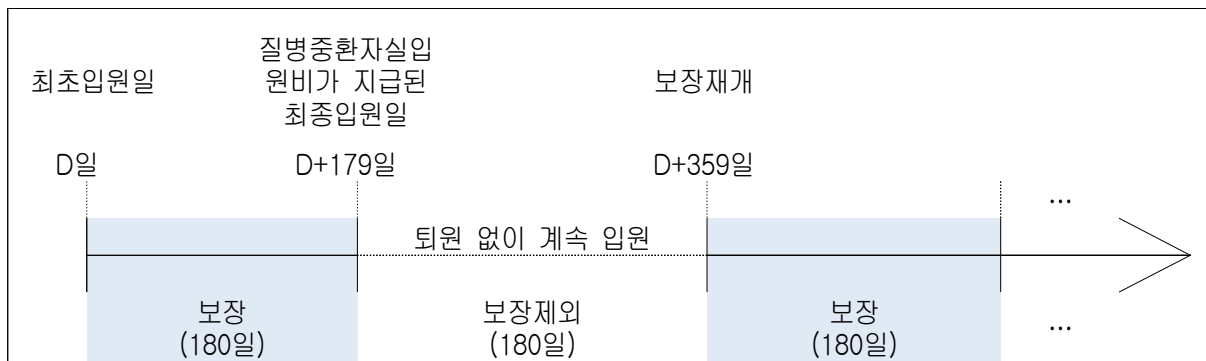 최초입원일
질병중환자실입
원비가 지급된
최종입원일
보장재개
D일
D+179일
D+359일
...
퇴원 없이 계속 입원
보장
(180일)
보장제외
(180일)
보장
(180일)
...